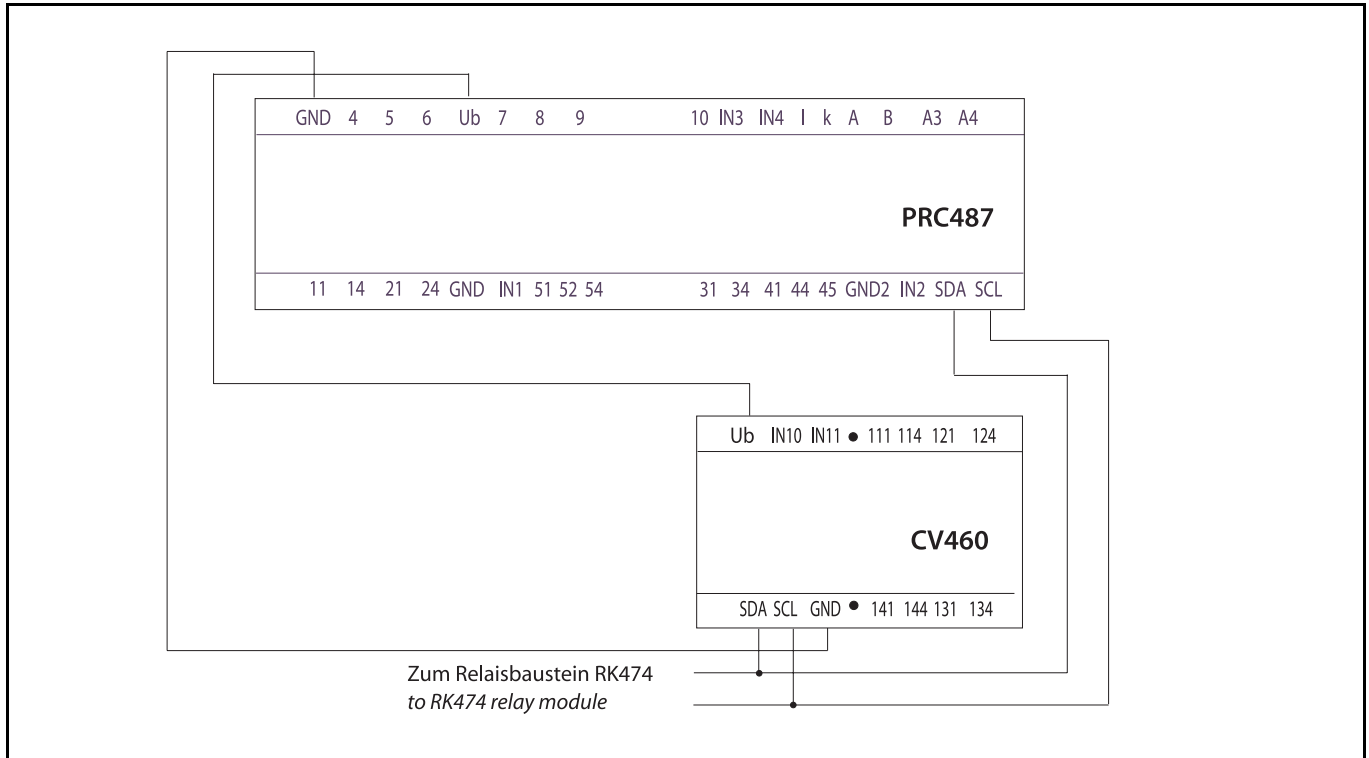 GND 4 5 6 Ub 7 8 9 10 IN3 IN4 I k A B A3 A4
PRC487
11 14 21 24 GND IN1 51 52 54 31 34 41 44 45 GND2 IN2 SDA SCL
Ub IN10 IN11 • 111 114 121 124
CV460
SDA SCL GND • 141 144 131 134
Zum Relaisbaustein RK474
to RK474 relay module